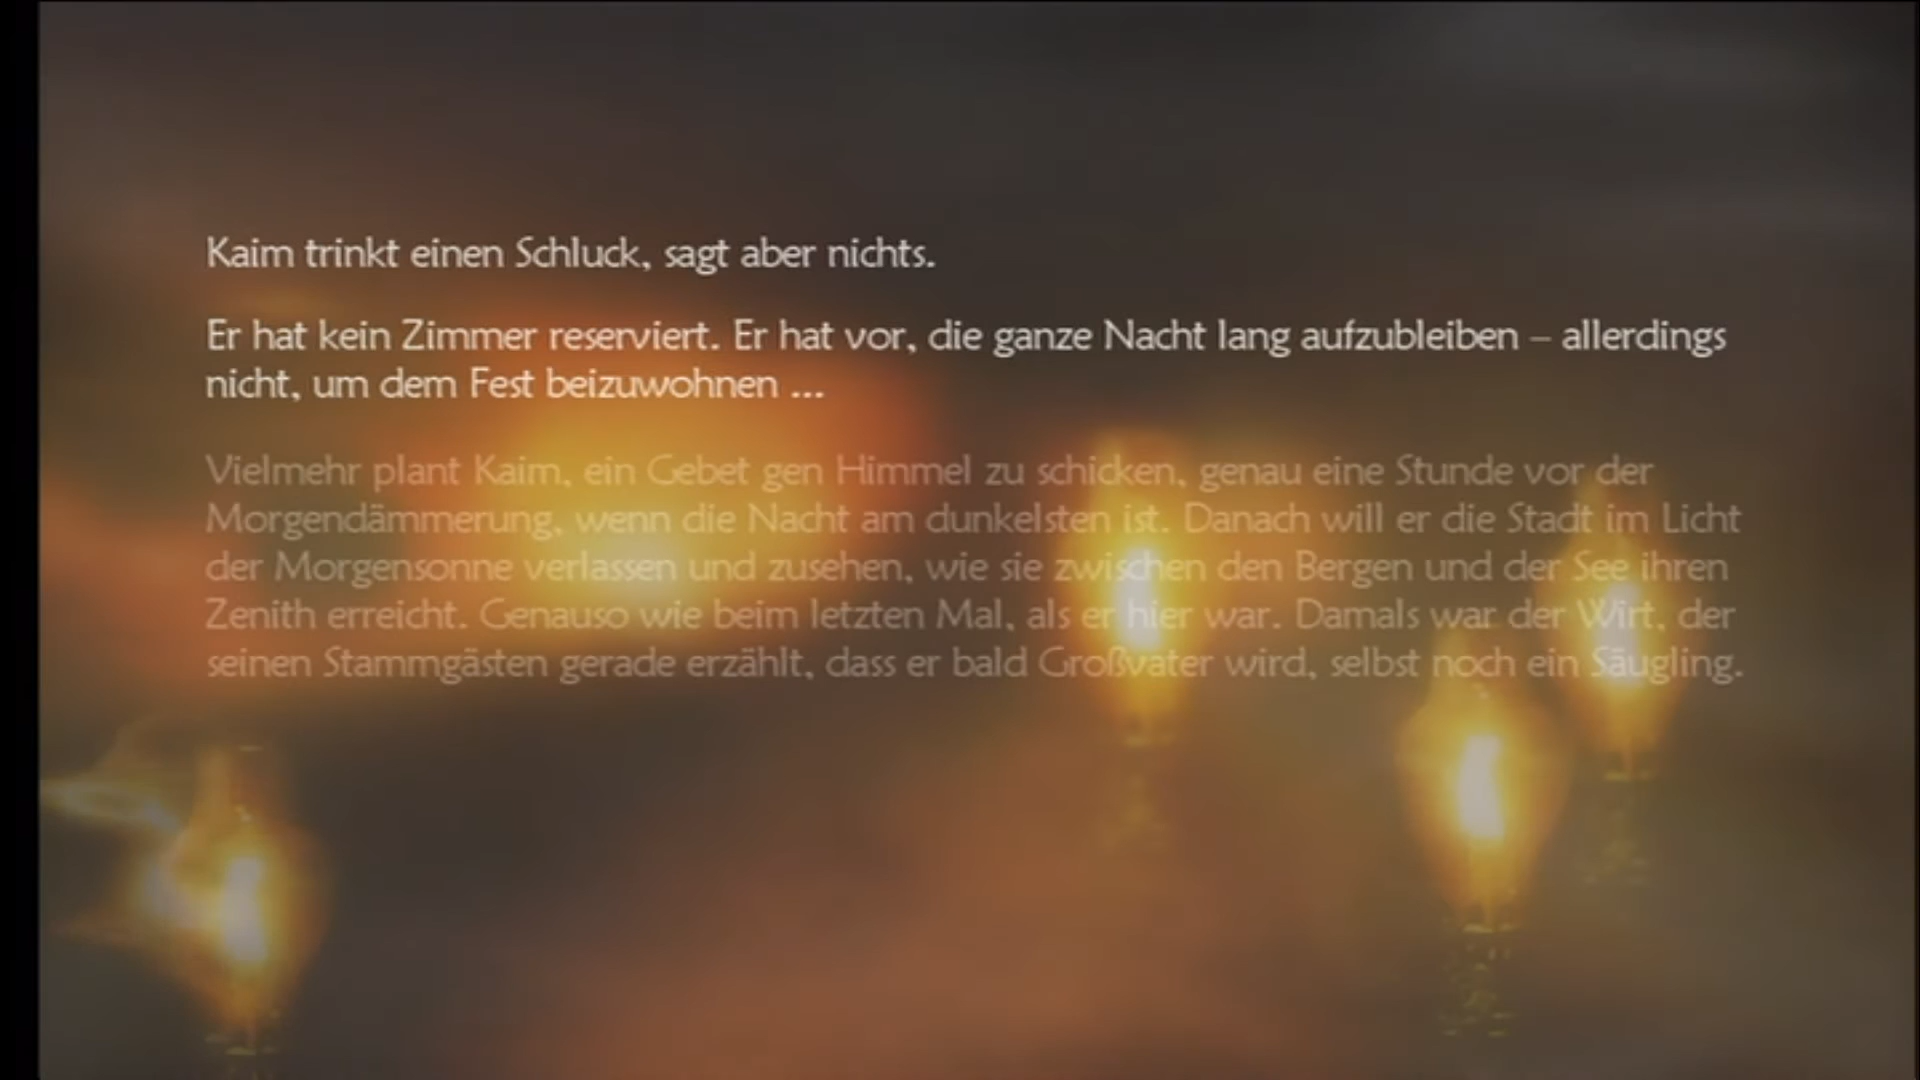 Kaim trinkt einen Schluck, sagt aber nichts.
Er hat kein Zimmer reserviert. Er hat vor, die ganze Nacht lang aufzubleiben – allerdings
nicht, um dem Fest beizuwohnen ...
Vielmehr plant Kaim, ein Gebet gen Himmel zu schicken, genau eine Stunde vor der
Morgendämmerung, wenn die Nacht am dunkelsten ist. Danach will er die Stadt im Licht
der Morgensonne verlassen und zusehen, wie sie zwischen den Bergen und der See ihren
Zenith erreicht. Genauso wie beim letzten Mal, als er hier war. Damals war der Wirt, der
seinen Stammgästen gerade erzählt, dass er bald Großvater wird, selbst noch ein Säugling.